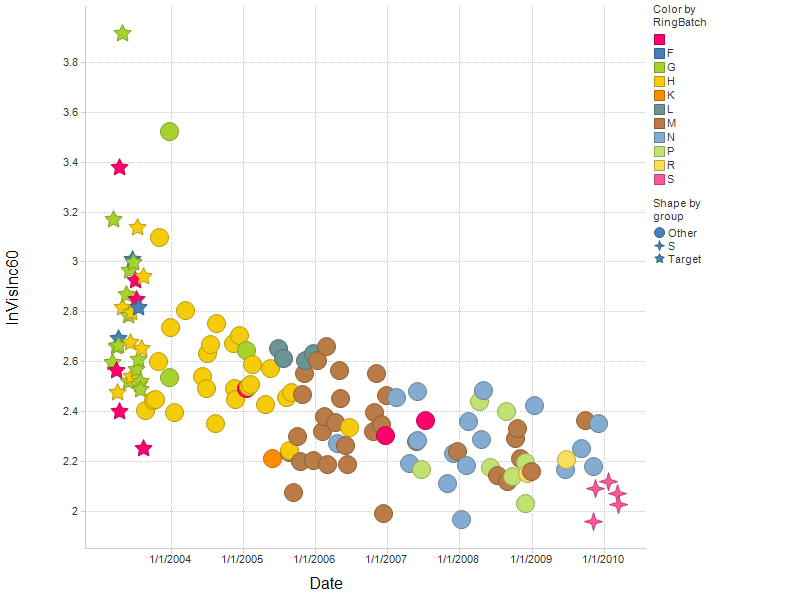 Color by
RingBatch
F
G
H
K
L
M
N
P
R
S
Shape by
group
Other
S
Target
InVisInc60
3.8
3.6
3.4
3.2
3
2.8
2.6
2.4
2.2
2
1/1/2004 1/1/2005 1/1/2006 1/1/2007 1/1/2008 1/1/2009 1/1/2010
Date